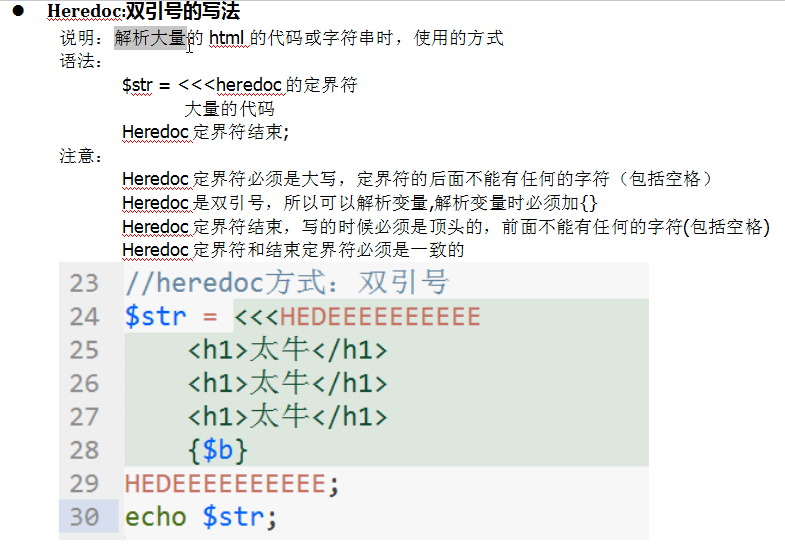 ● Heredoc:双引号的写法
说明：解析大量的 html 的代码或字符串时，使用的方式
语法：
$str = <<<heredoc 的定界符
大量的代码
Heredoc 定界符结束;
注意：
Heredoc 定界符必须是大写，定界符的后面不能有任何的字符（包括空格）
Heredoc 是双引号，所以可以解析变量,解析变量时必须加{}
Heredoc 定界符结束，写的时候必须是顶头的，前面不能有任何的字符(包括空格)
Heredoc 定界符和结束定界符必须是一致的
23 //heredoc方式：双引号
24 $str = <<<HEDEEEEEEEEEE
25 <h1>太牛</h1>
26 <h1>太牛</h1>
27 <h1>太牛</h1>
28 {$b}
29 HEDEEEEEEEEEE;
30 echo $str;